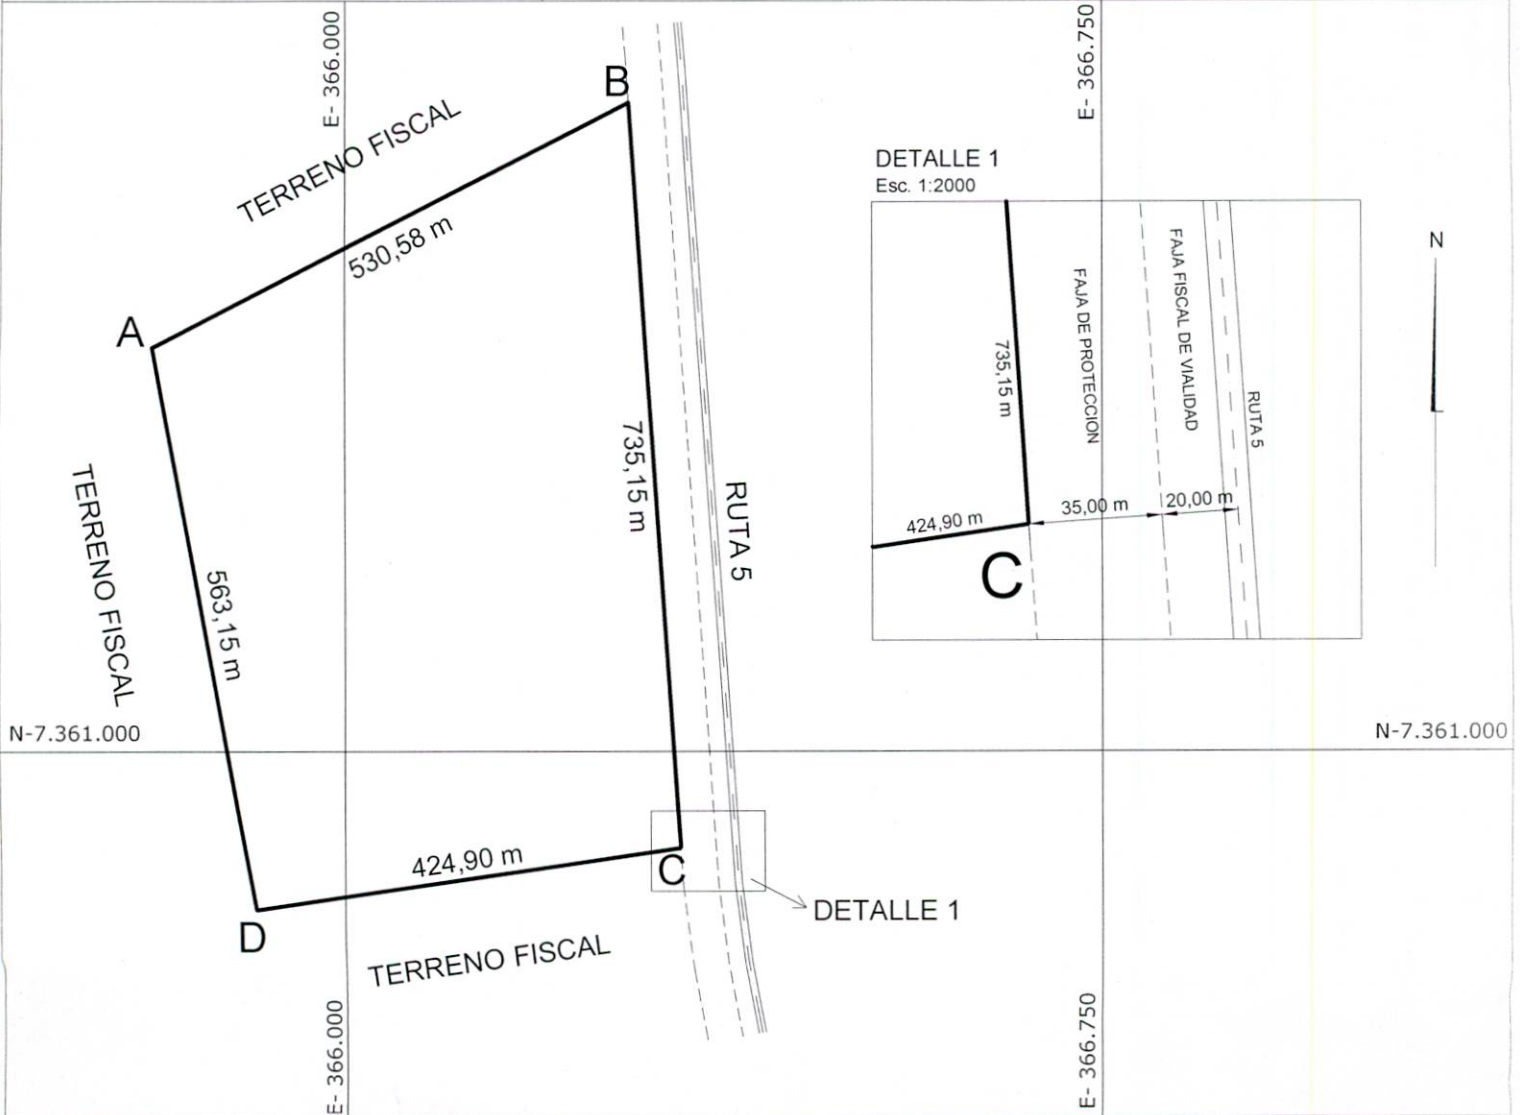 E- 366.000
E- 366.750
B
TERRENO FISCAL
530,58 m
A
DETALLE 1
Esc. 1:2000
N
FAJA DE PROTECCION
FAJA FISCAL DE VIALIDAD
735,15 m
RUTA 5
424,90 m
35,00 m
20,00 m
C
735,15 m
RUTA 5
TERRENO FISCAL
563,15 m
N-7.361.000
N-7.361.000
424,90 m
C
DETALLE 1
D
TERRENO FISCAL
E- 366.000
E- 366.750